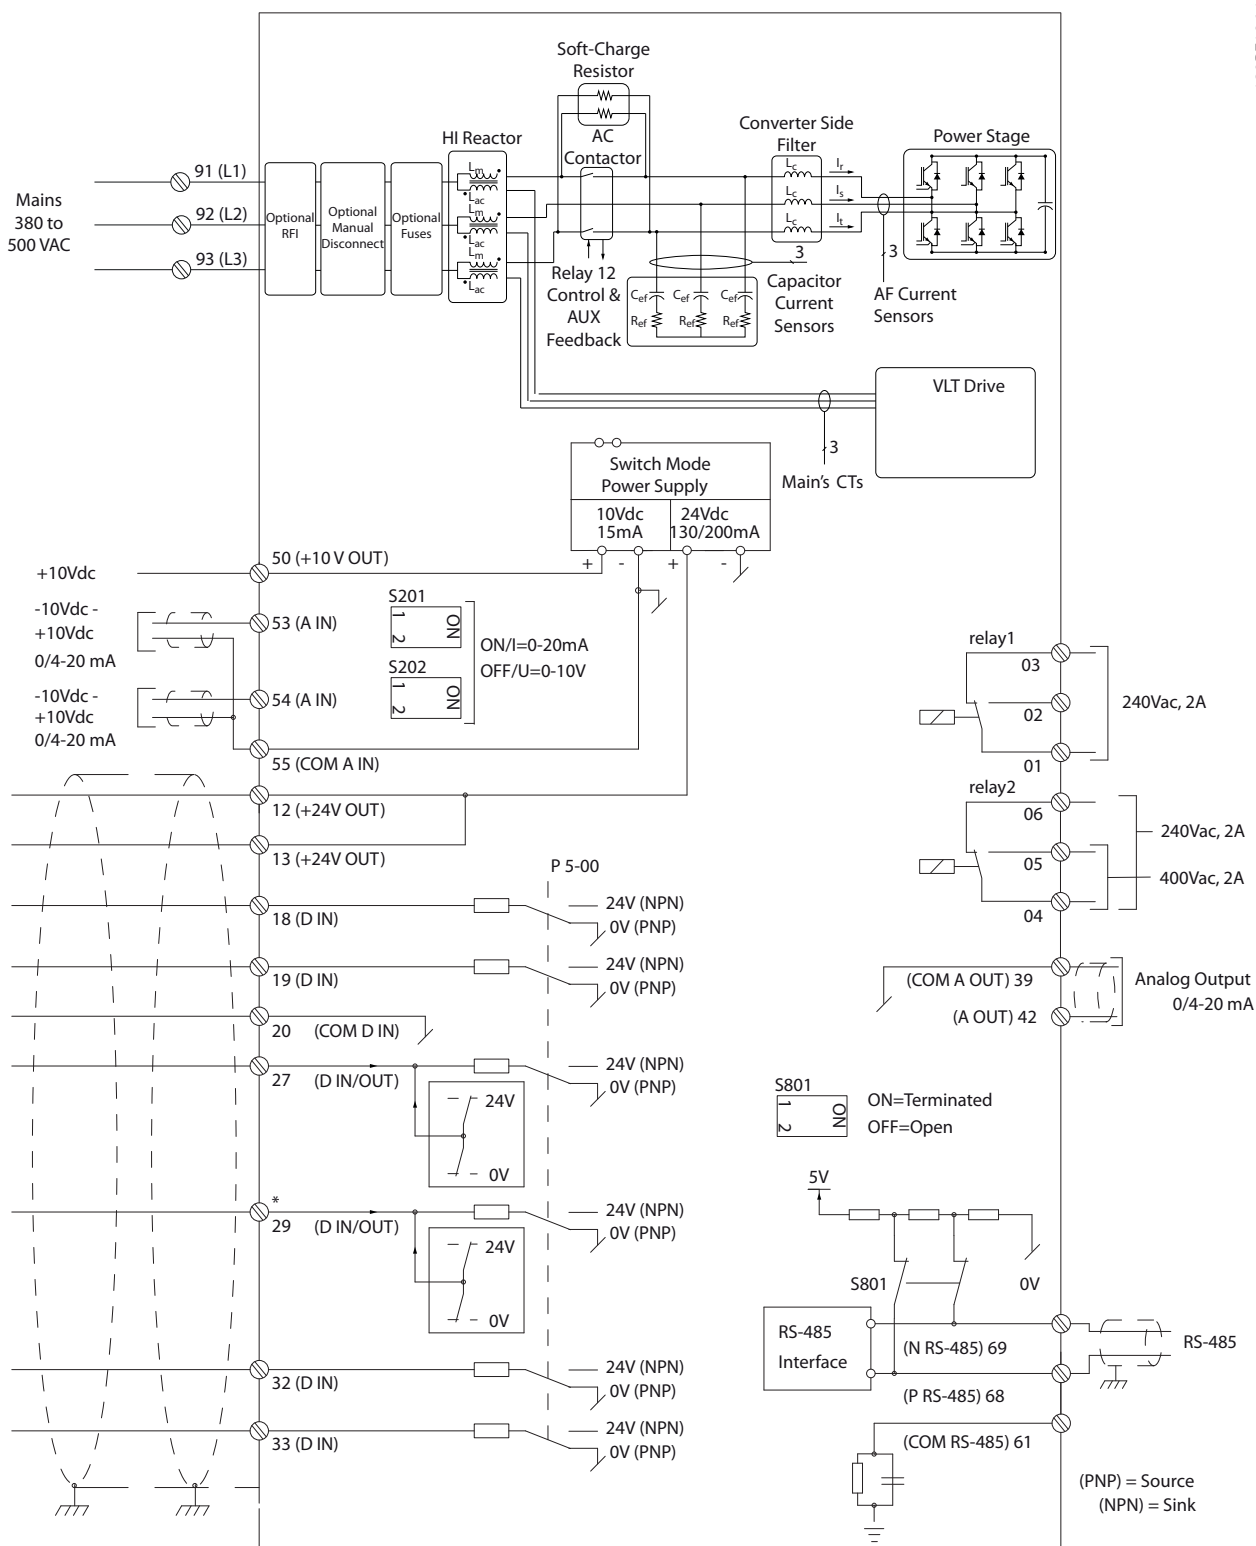 Soft-Charge
Resistor
AC
Contactor
HI Reactor
Converter Side
Filter
Power Stage
Mains
380 to
500 VAC
91 (L1)
92 (L2)
93 (L3)
Optional
RFI
Optional
Manual
Disconnect
Optional
Fuses
Lm
Lac
Lm
Lac
Lm
Lac
Lc
Lc
Lc
Ir
Is
It
3
3
Relay 12
Control &
AUX
Feedback
Cef
Cef
Cef
Ref
Ref
Ref
Capacitor
Current
Sensors
AF Current
Sensors
VLT Drive
3
Main's CTs
Switch Mode
Power Supply
10Vdc
15mA
24Vdc
130/200mA
+ - + -
50 (+10 V OUT)
+10Vdc
-10Vdc -
+10Vdc
0/4-20 mA
53 (A IN)
S201
1
2
ON
ON/I=0-20mA
OFF/U=0-10V
S202
1
2
ON
-10Vdc -
+10Vdc
0/4-20 mA
54 (A IN)
55 (COM A IN)
12 (+24V OUT)
13 (+24V OUT)
P 5-00
18 (D IN)
24V (NPN)
0V (PNP)
19 (D IN)
24V (NPN)
0V (PNP)
20 (COM D IN)
27 (D IN/OUT)
24V (NPN)
0V (PNP)
24V
0V
*
29 (D IN/OUT)
24V (NPN)
0V (PNP)
24V
0V
32 (D IN)
24V (NPN)
0V (PNP)
33 (D IN)
24V (NPN)
0V (PNP)
relay1
03
02
01
240Vac, 2A
relay2
06
05
04
240Vac, 2A
400Vac, 2A
(COM A OUT) 39
(A OUT) 42
Analog Output
0/4-20 mA
S801
1
2
ON
ON=Terminated
OFF=Open
5V
S801
0V
RS-485
Interface
(N RS-485) 69
(P RS-485) 68
(COM RS-485) 61
RS-485
(PNP) = Source
(NPN) = Sink